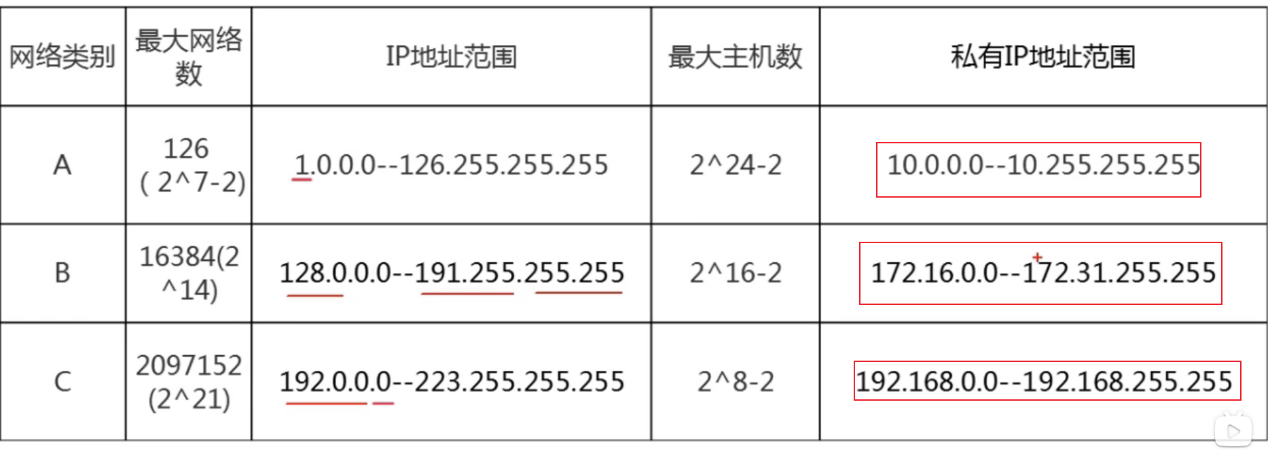 网络类别
最大网络
数
IP地址范围
最大主机数
私有IP地址范围
A
126
( 2^7-2)
1.0.0.0--126.255.255.255
2^24-2
10.0.0.0--10.255.255.255
B
16384(2
^14)
128.0.0.0--191.255.255.255
2^16-2
172.16.0.0--172.31.255.255
C
2097152
(2^21)
192.0.0.0--223.255.255.255
2^8-2
192.168.0.0--192.168.255.255